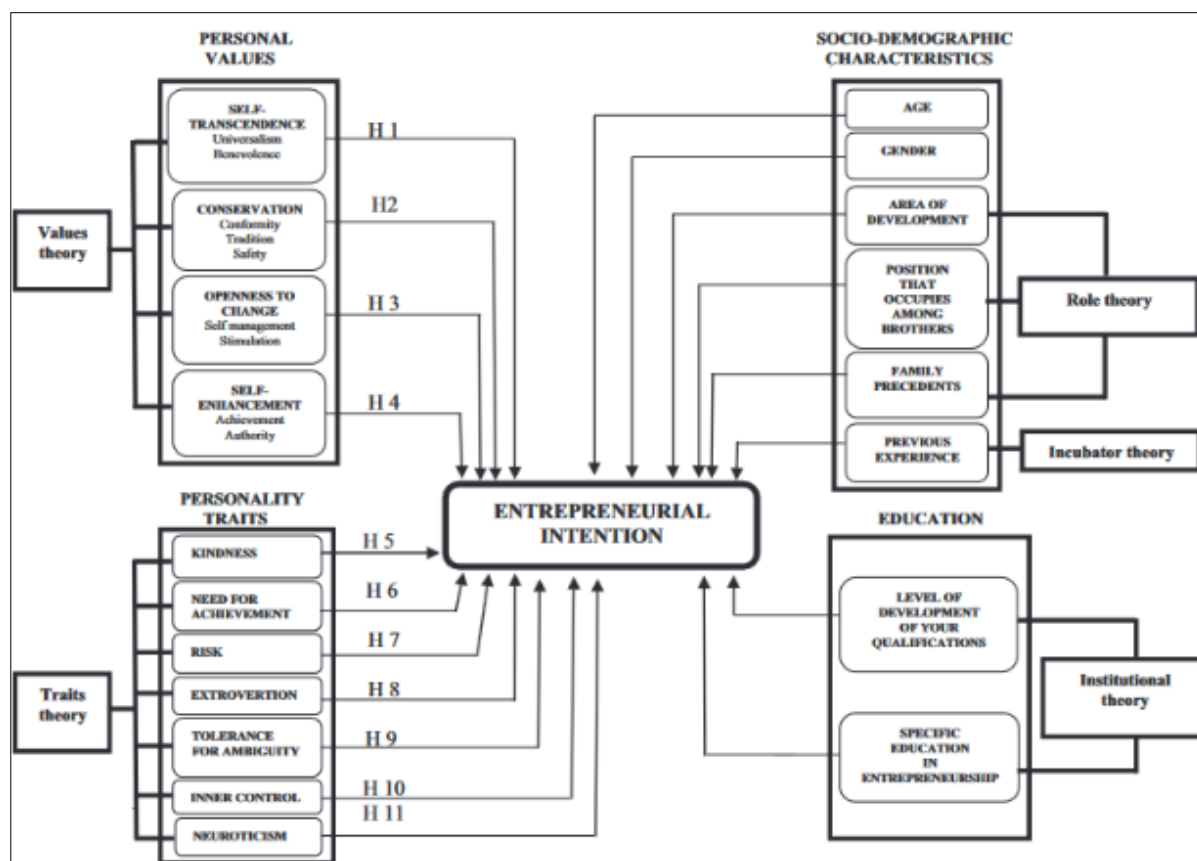 PERSONAL
VALUES
SELF-
TRANSCENDENCE
Universalism
Benevolence
H 1
CONSERVATION
Conformity
Tradition
Safety
H2
Values
theory
OPENNESS TO
CHANGE
Self management
Stimulation
H 3
SELF-
ENHANCEMENT
Achievement
Authority
H 4
PERSONALITY
TRAITS
KINDNESS
H 5
NEED FOR
ACHIEVEMENT
H 6
RISK
H 7
Traits
theory
EXTROVERTION
H 8
TOLERANCE
FOR AMBIGUITY
H 9
INNER CONTROL
H 10
NEUROTICISM
H 11
ENTREPRENEURIAL
INTENTION
SOCIO-DEMOGRAPHIC
CHARACTERISTICS
AGE
GENDER
AREA OF
DEVELOPMENT
POSITION
THAT
OCCUPIES
AMONG
BROTHERS
Role theory
FAMILY
PRECEDENTS
PREVIOUS
EXPERIENCE
Incubator theory
EDUCATION
LEVEL OF
DEVELOPMENT
OF YOUR
QUALIFICATIONS
Institutional
theory
SPECIFIC
EDUCATION
IN
ENTREPRENEURSHIP